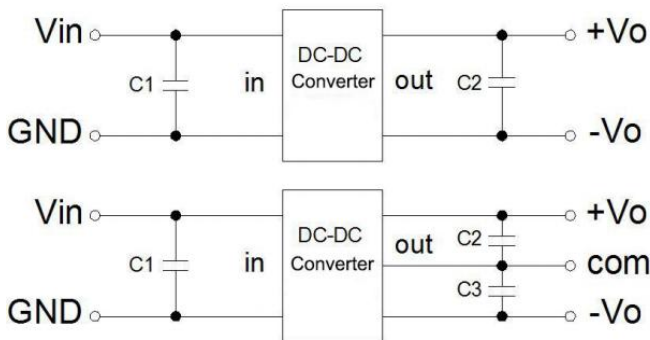 Vin
+Vo
DC-DC
Converter
C1
in
out
C2
GND
-Vo
Vin
+Vo
DC-DC
Converter
out
C2
C1
in
com
C3
GND
-Vo